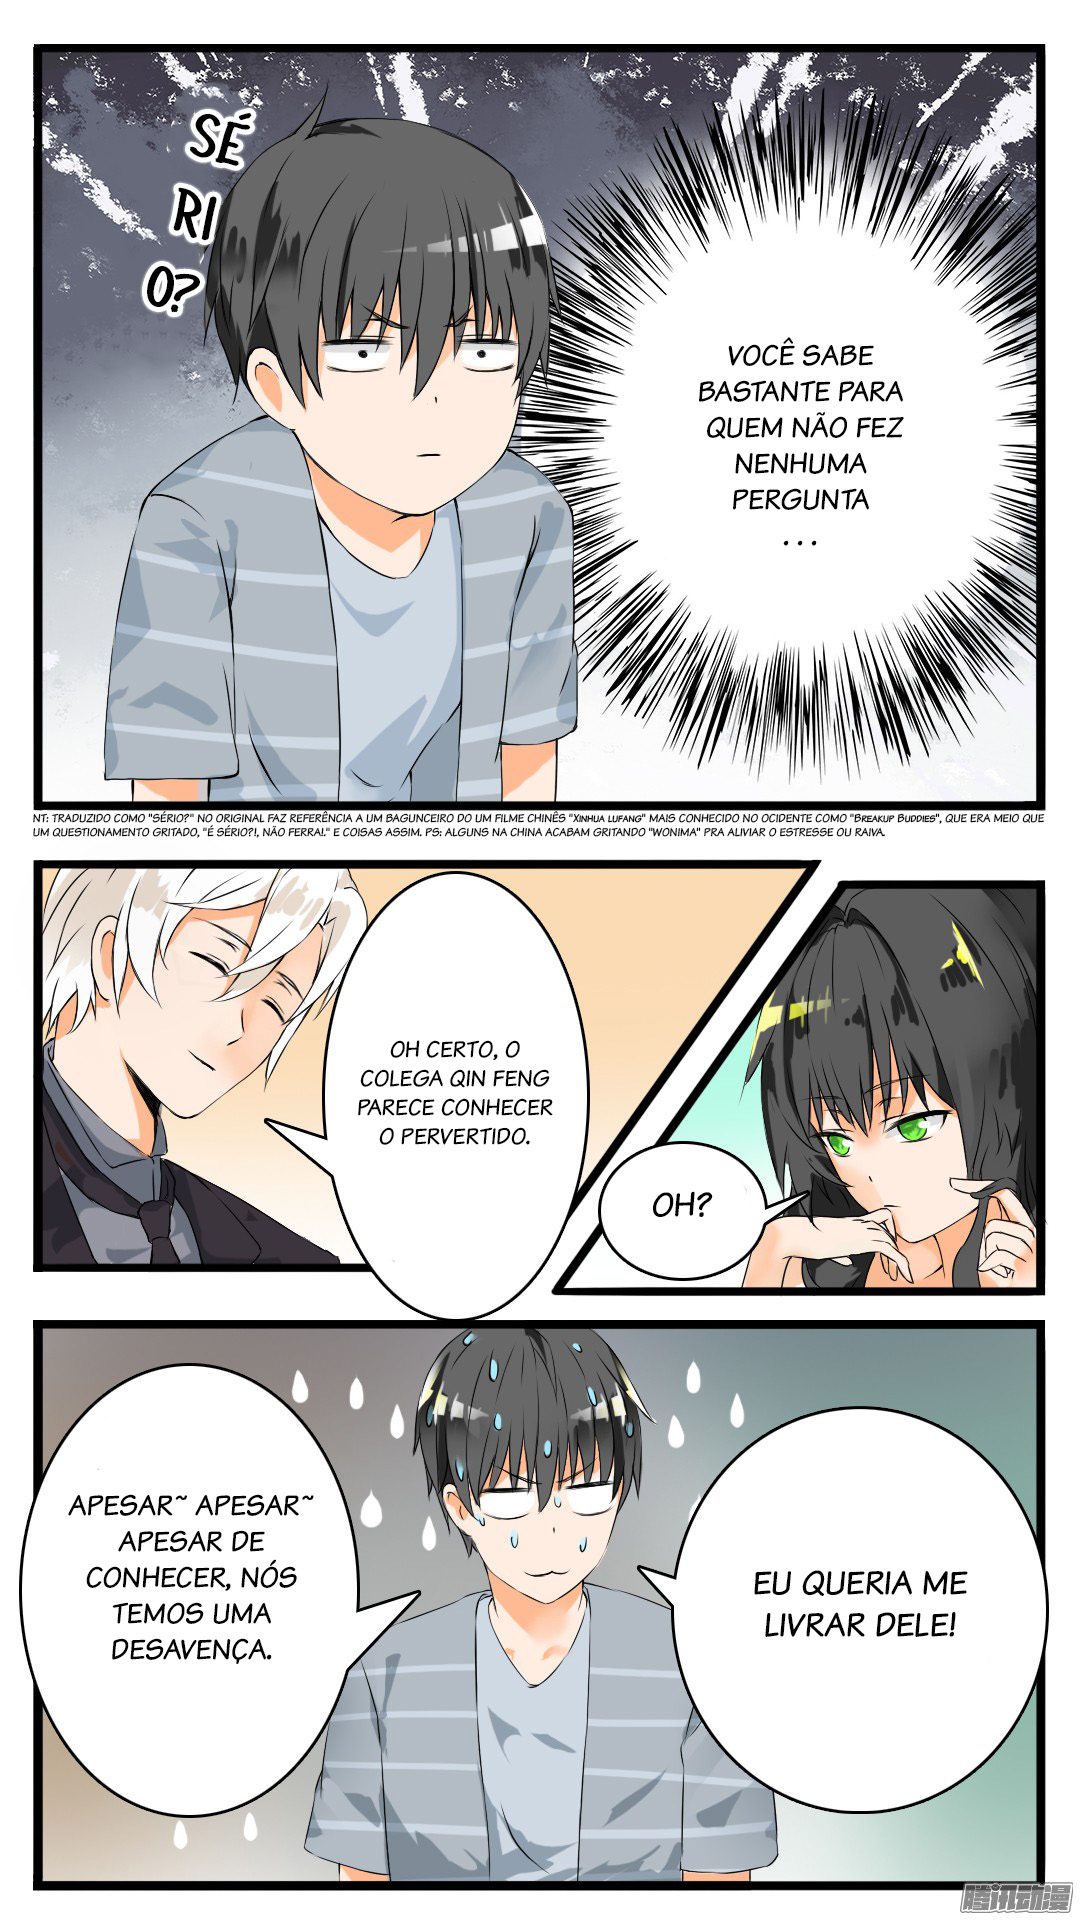 SÉ
RI
O?
VOCÊ SABE
BASTANTE PARA
QUEM NÃO FEZ
NENHUMA
PERGUNTA
...
NT: TRADUZIDO COMO "SÉRIO?" NO ORIGINAL FAZ REFERÊNCIA A UM BAGUNCEIRO DO UM FILME CHINÊS "XINHUA LUFANG" MAIS CONHECIDO NO OCIDENTE COMO "BREAKUP BUDDIES", QUE ERA MEIO QUE
UM QUESTIONAMENTO GRITADO, "É SÉRIO?!, NÃO FERRA!." E COISAS ASSIM. PS: ALGUNS NA CHINA ACABAM GRITANDO "WONIMA" PRA ALIVIAR O ESTRESSE OU RAIVA.
OH CERTO, O
COLEGA QIN FENG
PARECE CONHECER
O PERVERTIDO.
OH?
APESAR~ APESAR~
APESAR DE
CONHECER, NÓS
TEMOS UMA
DESAVENÇA.
EU QUERIA ME
LIVRAR DELE!
腾讯动漫